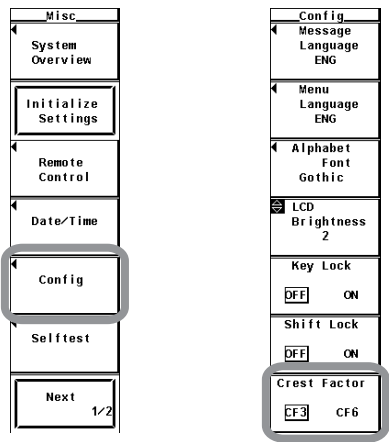 Misc
System
Overview
Initialize
Settings
Remote
Control
Date/Time
Config
Selftest
Next
1/2
Config
Message
Language
ENG
Menu
Language
ENG
Alphabet
Font
Gothic
LCD
Brightness
2
Key Lock
OFF ON
Shift Lock
OFF ON
Crest Factor
CF3 CF6